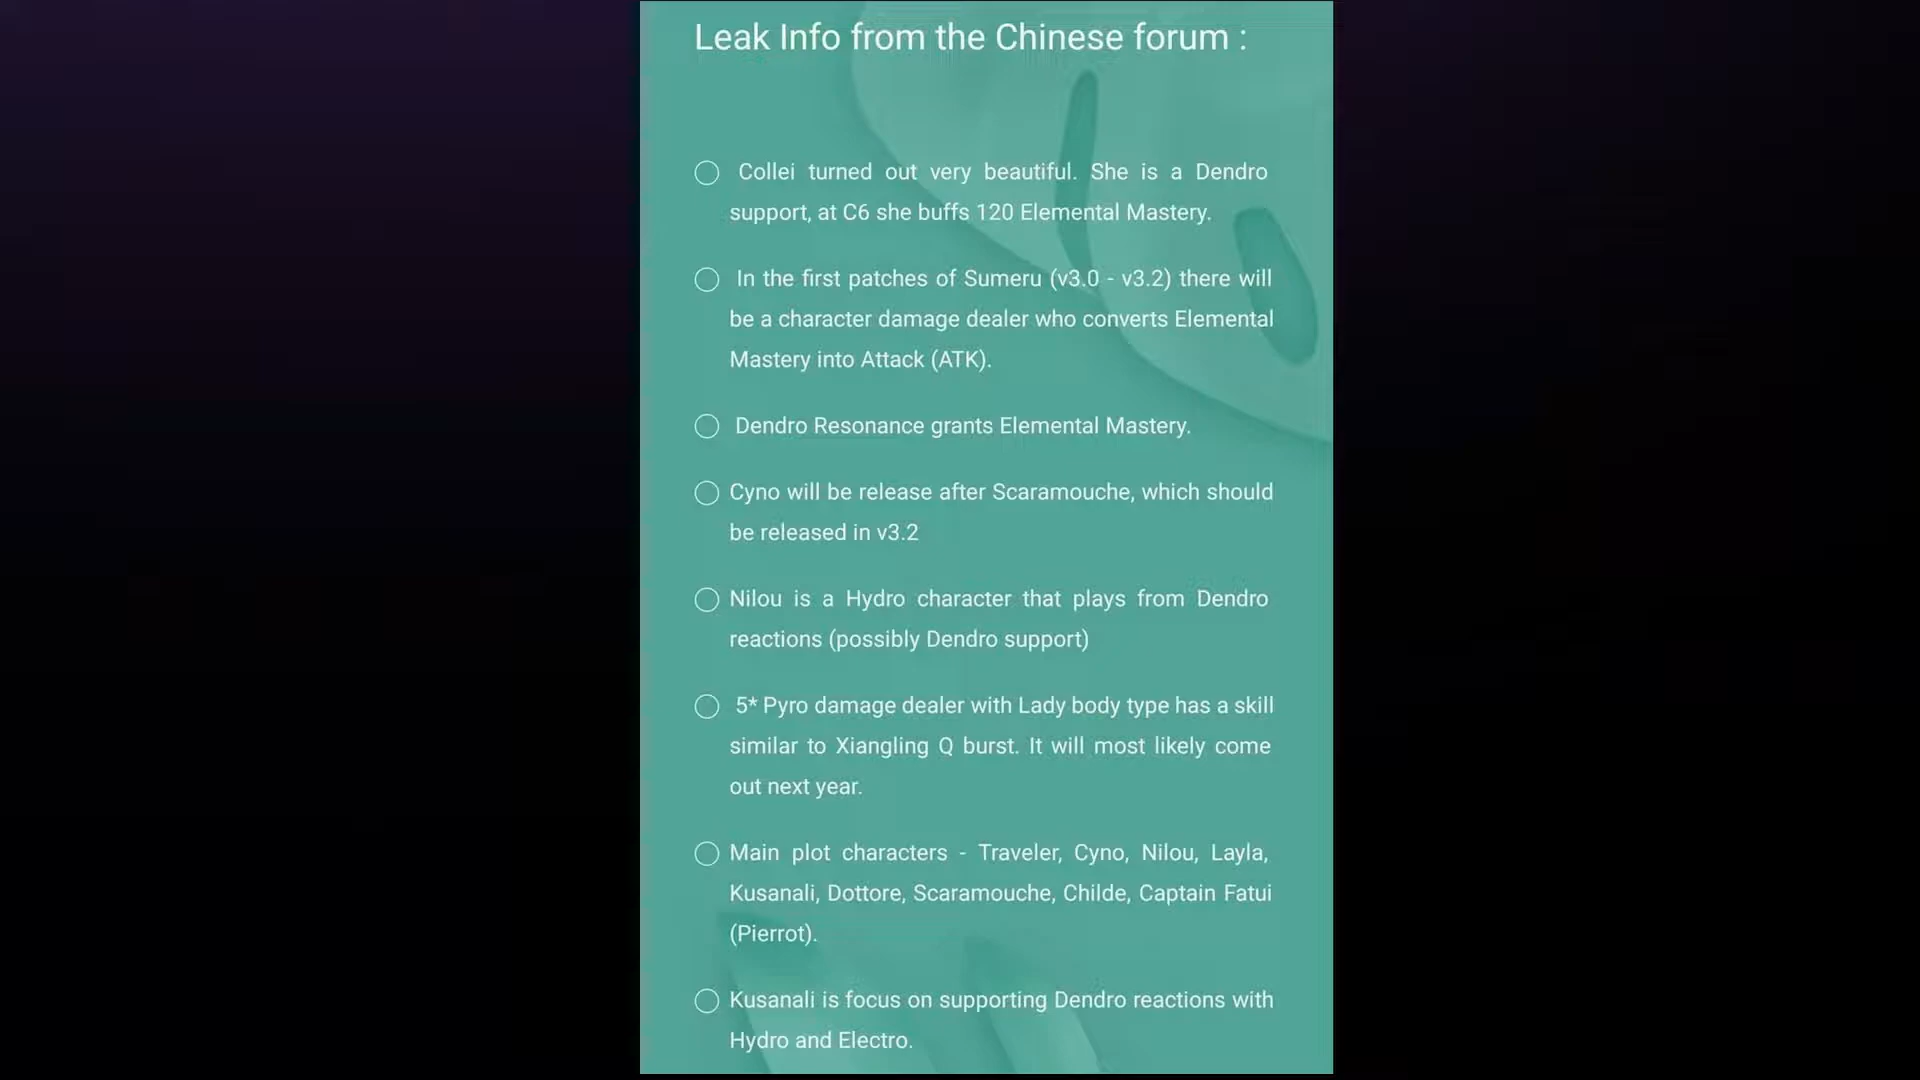 Leak Info from the Chinese forum :
Collei turned out very beautiful. She is a Dendro
support, at C6 she buffs 120 Elemental Mastery.
In the first patches of Sumeru (v3.0 - v3.2) there will
be a character damage dealer who converts Elemental
Mastery into Attack (ATK).
Dendro Resonance grants Elemental Mastery.
Cyno will be release after Scaramouche, which should
be released in v3.2
Nilou is a Hydro character that plays from Dendro
reactions (possibly Dendro support)
5* Pyro damage dealer with Lady body type has a skill
similar to Xiangling Q burst. It will most likely come
out next year.
Main plot characters - Traveler, Cyno, Nilou, Layla,
Kusanali, Dottore, Scaramouche, Childe, Captain Fatui
(Pierrot).
Kusanali is focus on supporting Dendro reactions with
Hydro and Electro.